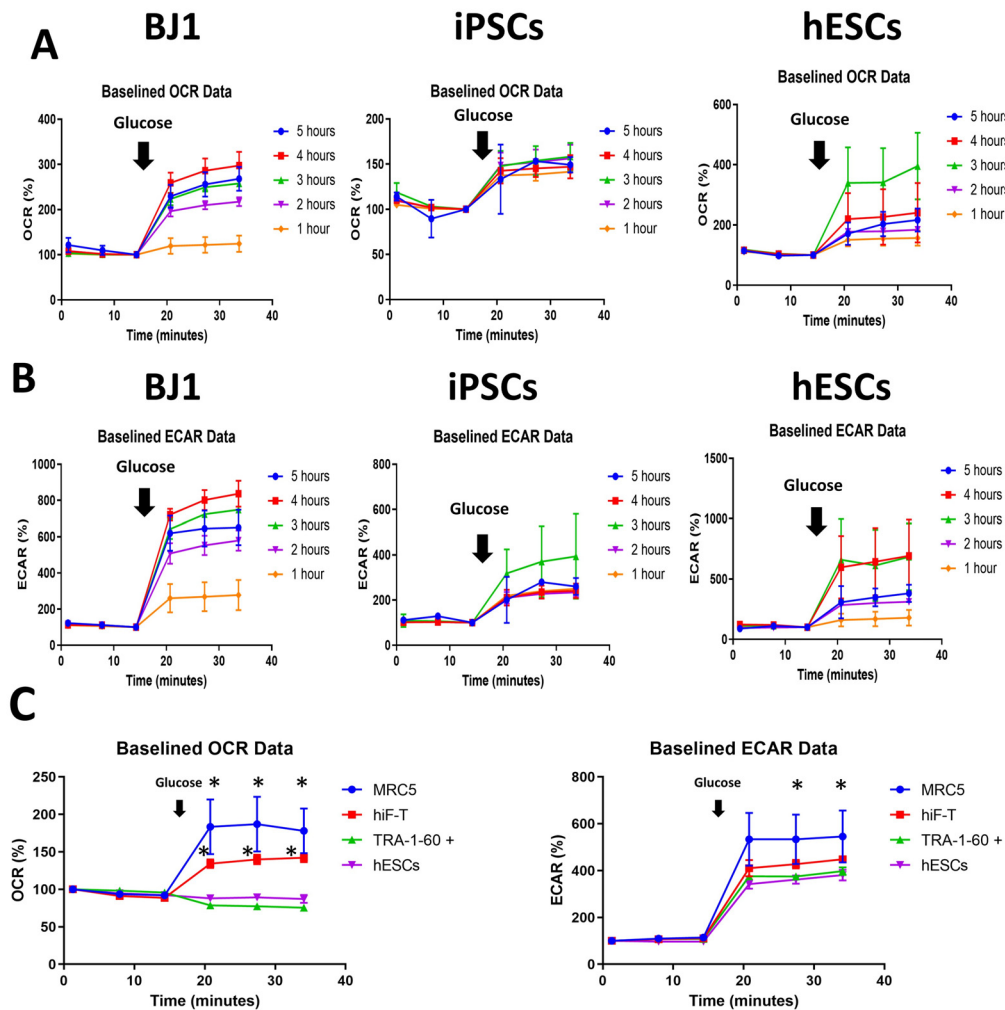 A
BJ1
iPSCs
hESCs
Baselined OCR Data
Glucose
OCR (%)
400
300
200
100
0
0 10 20 30 40
Time (minutes)
5 hours
4 hours
3 hours
2 hours
1 hour
Baselined OCR Data
Glucose
OCR (%)
200
150
100
50
0
0 10 20 30 40
Time (minutes)
5 hours
4 hours
3 hours
2 hours
1 hour
Baselined OCR Data
Glucose
OCR (%)
600
400
200
0
0 10 20 30 40
Time (minutes)
5 hours
4 hours
3 hours
2 hours
1 hour
B
BJ1
iPSCs
hESCs
Baselined ECAR Data
Glucose
ECAR (%)
1000
800
600
400
200
0
0 10 20 30 40
Time (minutes)
5 hours
4 hours
3 hours
2 hours
1 hour
Baselined ECAR Data
Glucose
ECAR (%)
800
600
400
200
0
0 10 20 30 40
Time (minutes)
5 hours
4 hours
3 hours
2 hours
1 hour
Baselined ECAR Data
Glucose
ECAR (%)
1500
1000
500
0
0 10 20 30 40
Time (minutes)
5 hours
4 hours
3 hours
2 hours
1 hour
C
Baselined OCR Data
Glucose
* * *
* * *
OCR (%)
250
200
150
100
50
0
0 10 20 30 40
Time (minutes)
MRC5
hiF-T
TRA-1-60 +
hESCs
Baselined ECAR Data
Glucose
* *
ECAR (%)
800
600
400
200
0
0 10 20 30 40
Time (minutes)
MRC5
hiF-T
TRA-1-60 +
hESCs